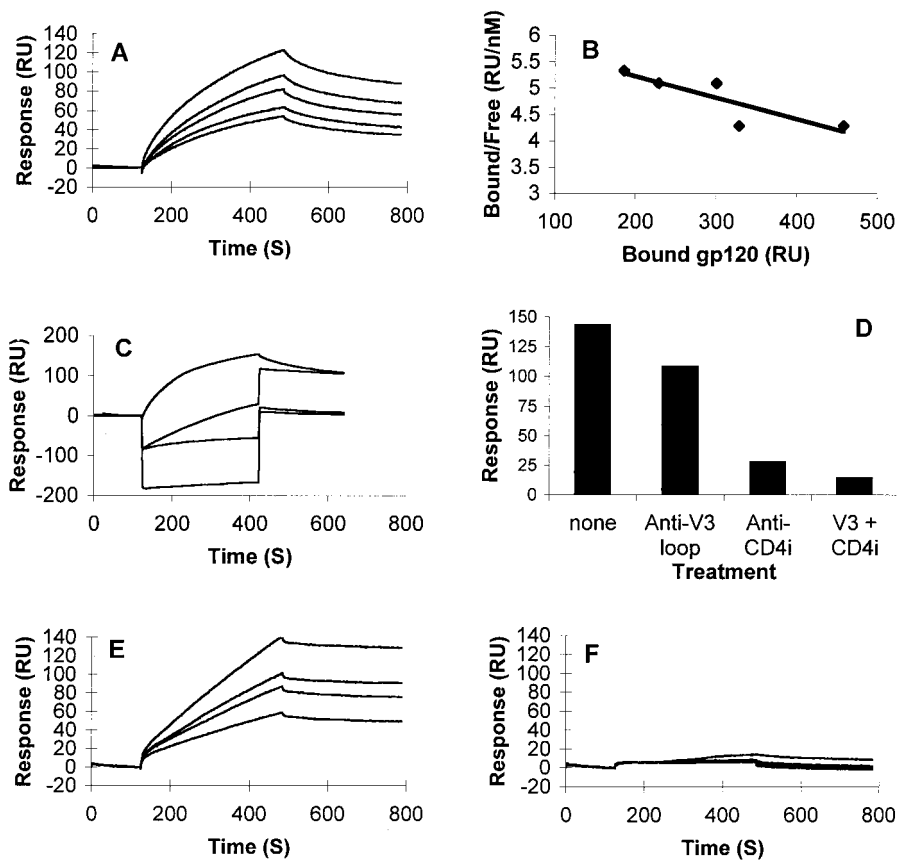 A
Response (RU)
140
120
100
80
60
40
20
0
-20
0 200 400 600 800
Time (S)
B
Bound/Free (RU/nM)
6
5.5
5
4.5
4
3.5
3
100 200 300 400 500
Bound gp120 (RU)
C
Response (RU)
200
100
0
-100
-200
0 200 400 600 800
Time (S)
D
Response (RU)
150
125
100
75
50
25
0
none Anti-V3 Anti- V3 +
loop CD4i CD4i
Treatment
E
Response (RU)
140
120
100
80
60
40
20
0
-20
0 200 400 600 800
Time (S)
F
Response (RU)
140
120
100
80
60
40
20
0
-20
0 200 400 600 800
Time (S)